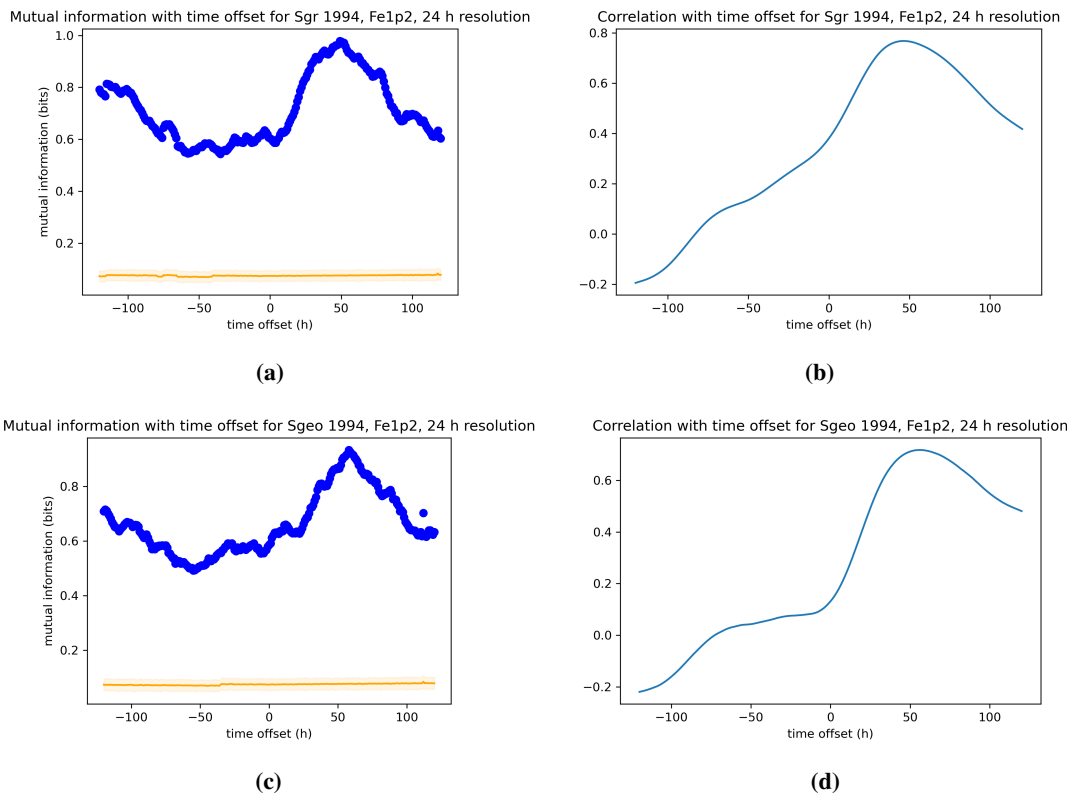 Mutual information with time offset for Sgr 1994, Fe1p2, 24 h resolution
mutual information (bits)
1.0
0.8
0.6
0.4
0.2
−100 −50 0 50 100
time offset (h)
(a)
Correlation with time offset for Sgr 1994, Fe1p2, 24 h resolution
0.8
0.6
0.4
0.2
0.0
−0.2
−100 −50 0 50 100
time offset (h)
(b)
Mutual information with time offset for Sgeo 1994, Fe1p2, 24 h resolution
mutual information (bits)
0.8
0.6
0.4
0.2
−100 −50 0 50 100
time offset (h)
(c)
Correlation with time offset for Sgeo 1994, Fe1p2, 24 h resolution
0.6
0.4
0.2
0.0
−0.2
−100 −50 0 50 100
time offset (h)
(d)